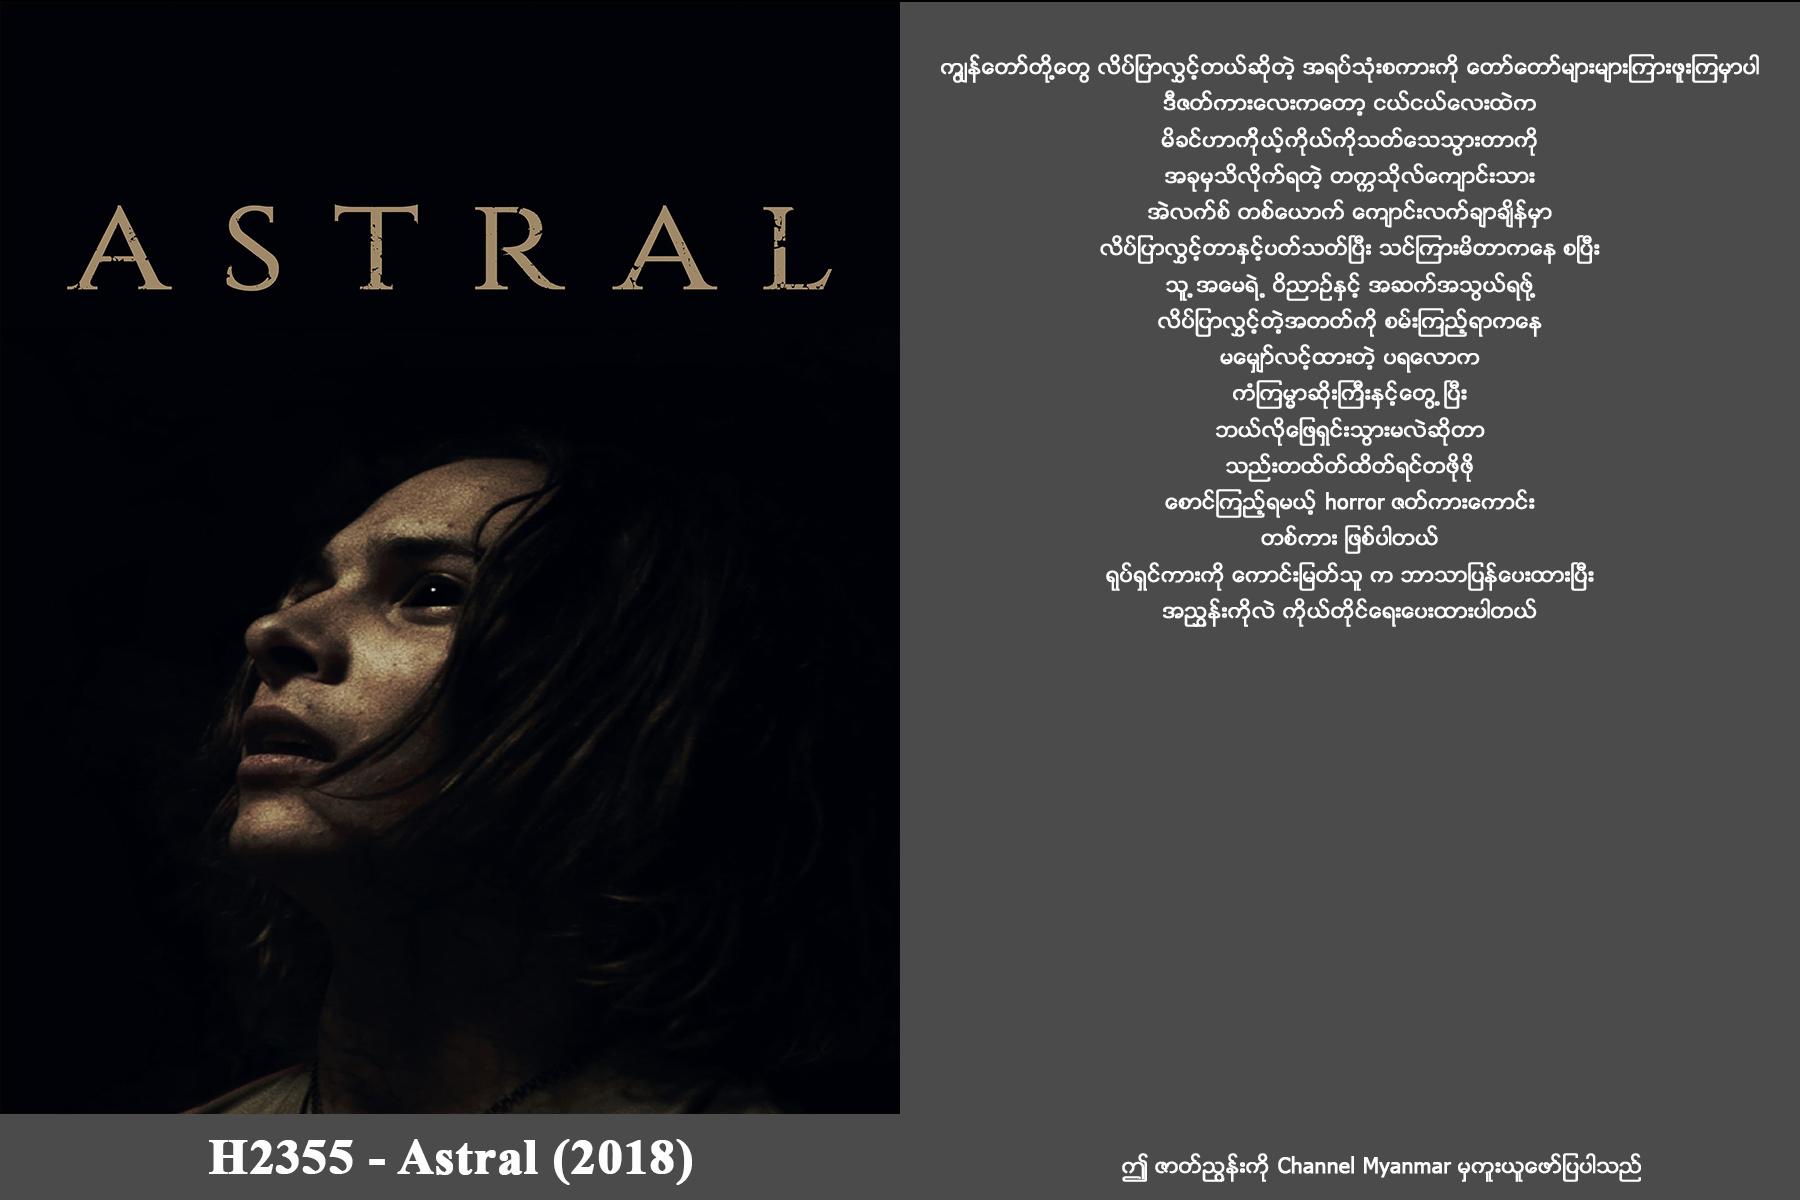 ASTRAL
H2355 - Astral (2018)
ကျွန်တော်တို့တွေ လိပ်ပြာလွှင့်တယ်ဆိုတဲ့ အရပ်သုံးစကားကို တော်တော်များများကြားဖူးကြမှာပါ
ဒီဇတ်ကားလေးကတော့ ငယ်ငယ်လေးထဲက
မိခင်ဟာကိုယ့်ကိုယ်ကိုသတ်သေသွားတာကို
အခုမှသိလိုက်ရတဲ့ တက္ကသိုလ်ကျောင်းသား
အဲလက်စ် တစ်ယောက် ကျောင်းလက်ချာချိန်မှာ
လိပ်ပြာလွှင့်တာနှင့်ပတ်သတ်ပြီး သင်ကြားမိတာကနေ စပြီး
သူ့ အမေရဲ့ ဝိညာဉ်နှင့် အဆက်အသွယ်ရဖို့
လိပ်ပြာလွှင့်တဲ့အတတ်ကို စမ်းကြည့်ရာကနေ
မမျှော်လင့်ထားတဲ့ ပရလောက
ကံကြမ္မာဆိုးကြီးနှင့်တွေ့ ပြီး
ဘယ်လိုဖြေရှင်းသွားမလဲဆိုတာ
သည်းတထ်တ်ထိတ်ရင်တဖိုဖို
စောင်ကြည့်ရမယ့် horror ဇတ်ကားကောင်း
တစ်ကား ဖြစ်ပါတယ်
ရုပ်ရှင်ကားကို ကောင်းမြတ်သူ က ဘာသာပြန်ပေးထားပြီး
အညွှန်းကိုလဲ ကိုယ်တိုင်ရေးပေးထားပါတယ်
ဤ ဇာတ်ညွှန်းကို Channel Myanmar မှကူးယူဖော်ပြပါသည်